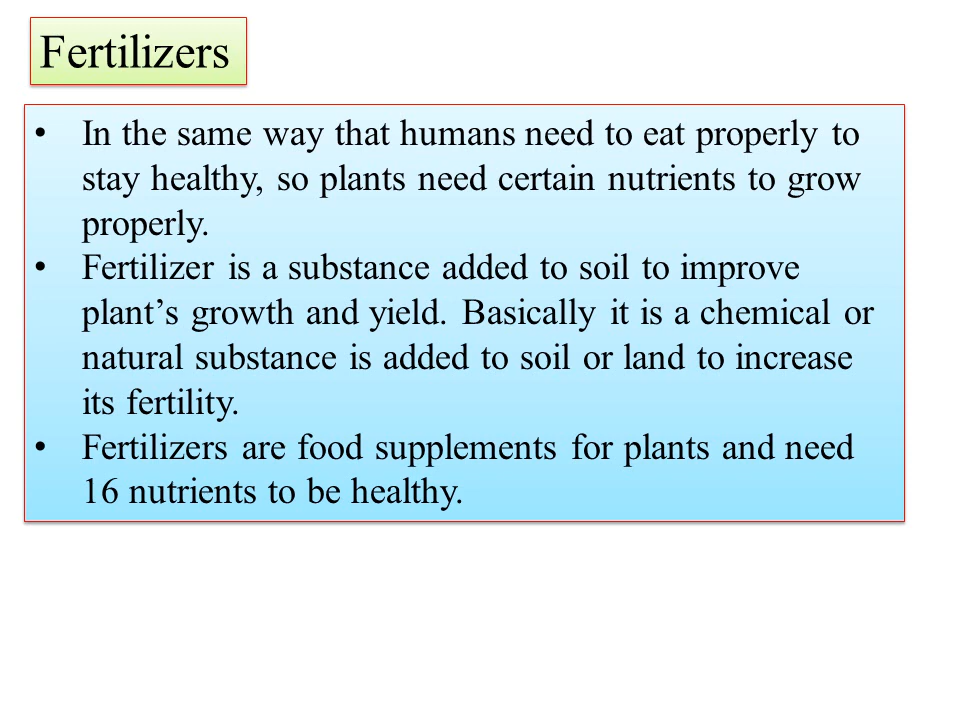 Fertilizers
• In the same way that humans need to eat properly to
stay healthy, so plants need certain nutrients to grow
properly.
• Fertilizer is a substance added to soil to improve
plant’s growth and yield. Basically it is a chemical or
natural substance is added to soil or land to increase
its fertility.
• Fertilizers are food supplements for plants and need
16 nutrients to be healthy.